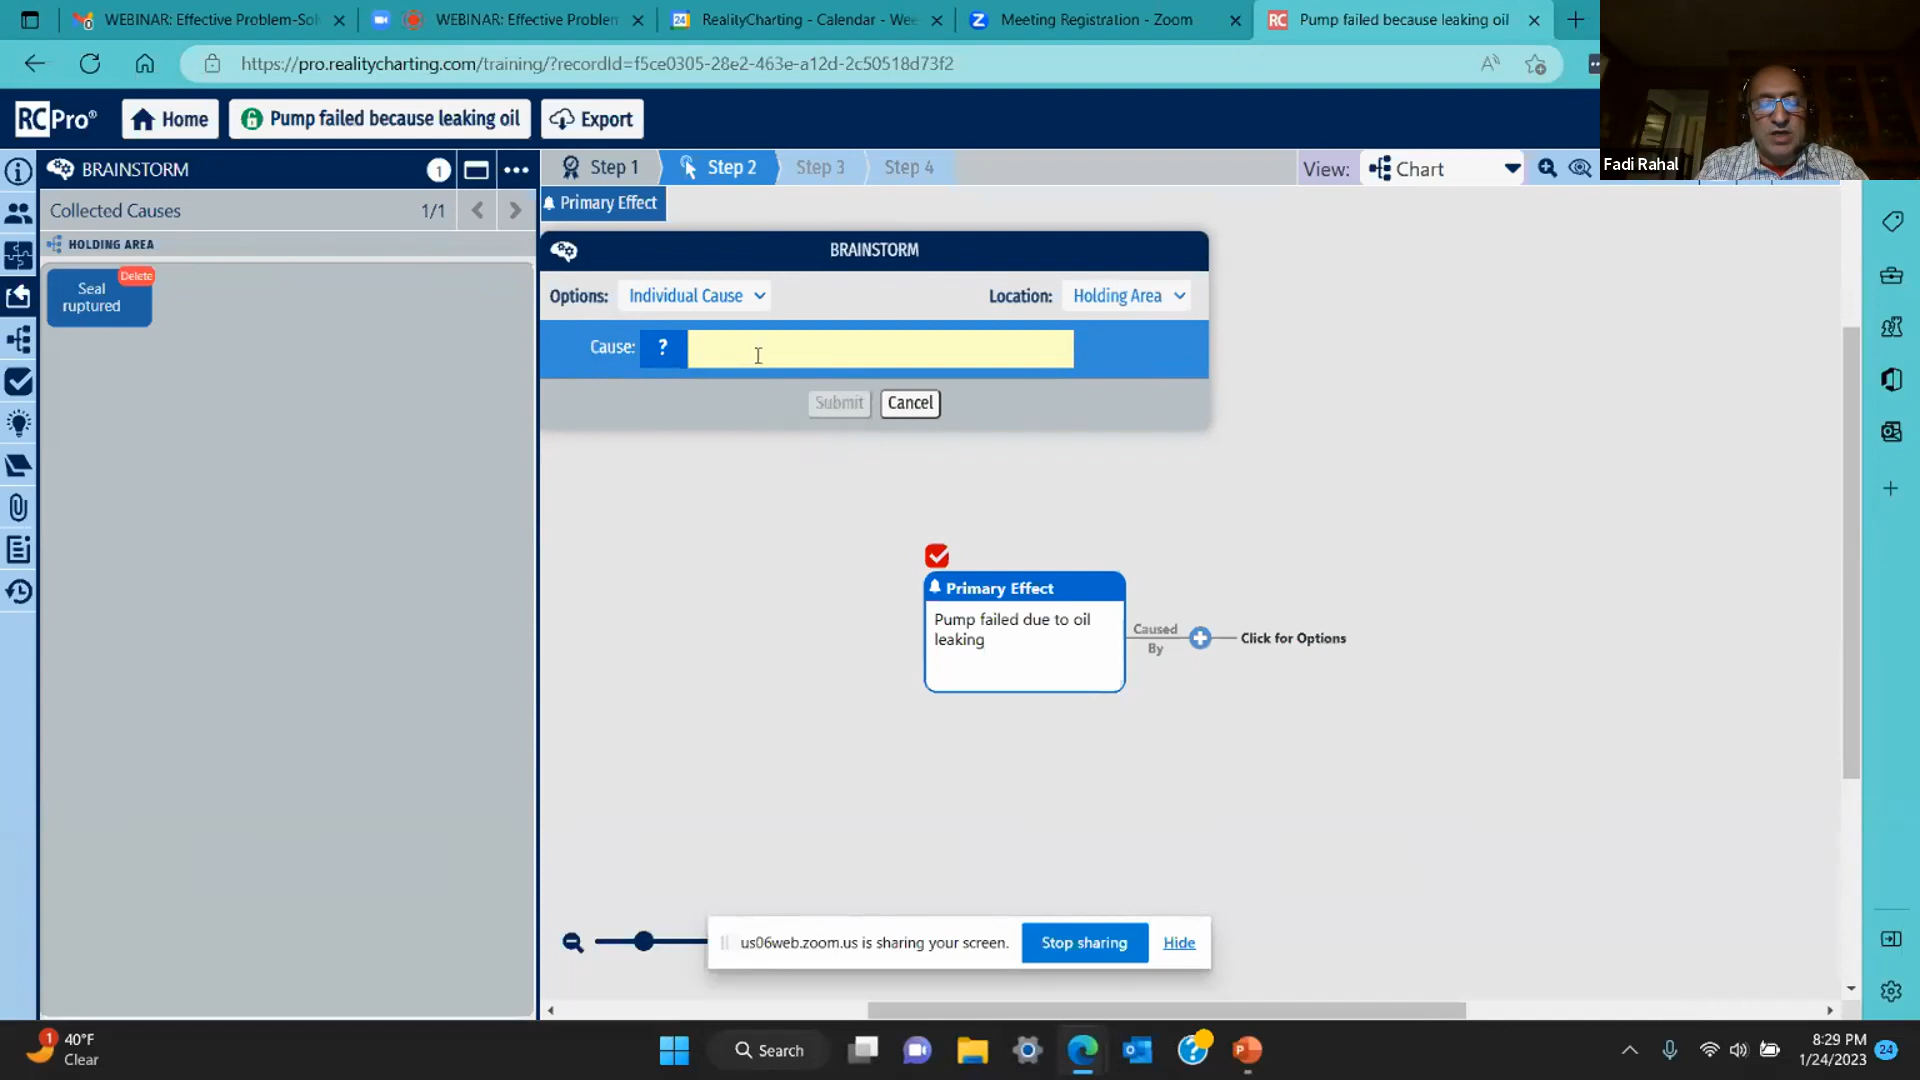 WEBINAR: Effective Problem-Sol
WEBINAR: Effective Problem
RealityCharting - Calendar - Wee
Meeting Registration - Zoom
RC Pump failed because leaking oil
https://pro.realitycharting.com/training/?recordId=f5ce0305-28e2-463e-a12d-2c50518d73f2
Fadi Rahal
RCPro®
Home
Pump failed because leaking oil
Export
BRAINSTORM
1
Step 1
Step 2
Step 3
Step 4
View:
Chart
Collected Causes
1/1
Primary Effect
HOLDING AREA
Delete
Seal
ruptured
BRAINSTORM
Options:
Individual Cause
Location:
Holding Area
Cause:
?
Submit
Cancel
Primary Effect
Pump failed due to oil
leaking
Caused
By
Click for Options
us06web.zoom.us is sharing your screen.
Stop sharing
Hide
1
40°F
Clear
Search
8:29 PM
1/24/2023
24